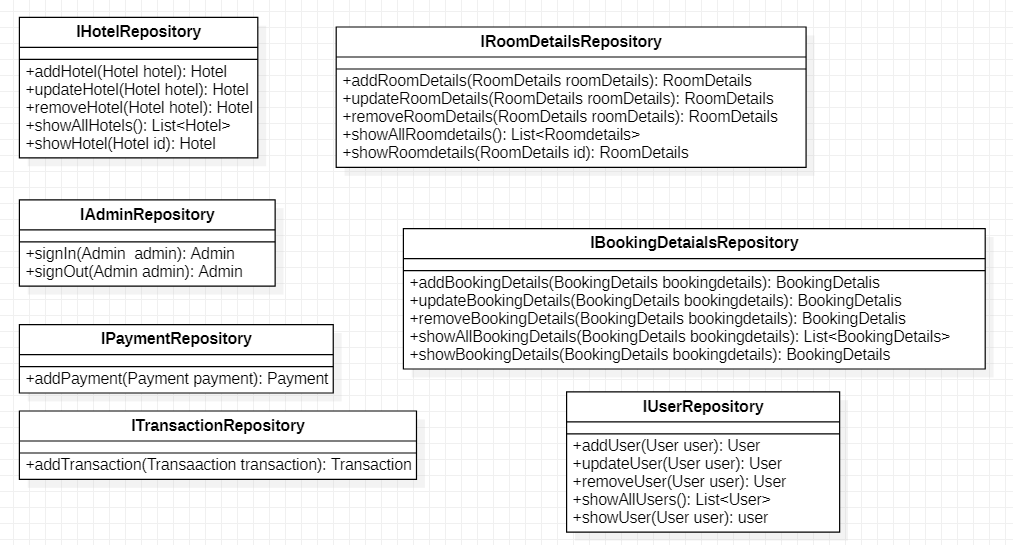 IHotelRepository
+addHotel(Hotel hotel): Hotel
+updateHotel(Hotel hotel): Hotel
+removeHotel(Hotel hotel): Hotel
+showAllHotels(): List<Hotel>
+showHotel(Hotel id): Hotel
IRoomDetailsRepository
+addRoomDetails(RoomDetails roomDetails): RoomDetails
+updateRoomDetails(RoomDetails roomDetails): RoomDetails
+removeRoomDetails(RoomDetails roomDetails): RoomDetails
+showAllRoomdetails(): List<Roomdetails>
+showRoomdetails(RoomDetails id): RoomDetails
IAdminRepository
+signIn(Admin  admin): Admin
+signOut(Admin admin): Admin
IBookingDetaialsRepository
+addBookingDetails(BookingDetails bookingdetails): BookingDetalis
+updateBookingDetails(BookingDetails bookingdetails): BookingDetalis
+removeBookingDetails(BookingDetails bookingdetails): BookingDetalis
+showAllBookingDetails(BookingDetails bookingdetails): List<BookingDetails>
+showBookingDetails(BookingDetails bookingdetails): BookingDetails
IPaymentRepository
+addPayment(Payment payment): Payment
ITransactionRepository
+addTransaction(Transaaction transaction): Transaction
IUserRepository
+addUser(User user): User
+updateUser(User user): User
+removeUser(User user): User
+showAllUsers(): List<User>
+showUser(User user): user